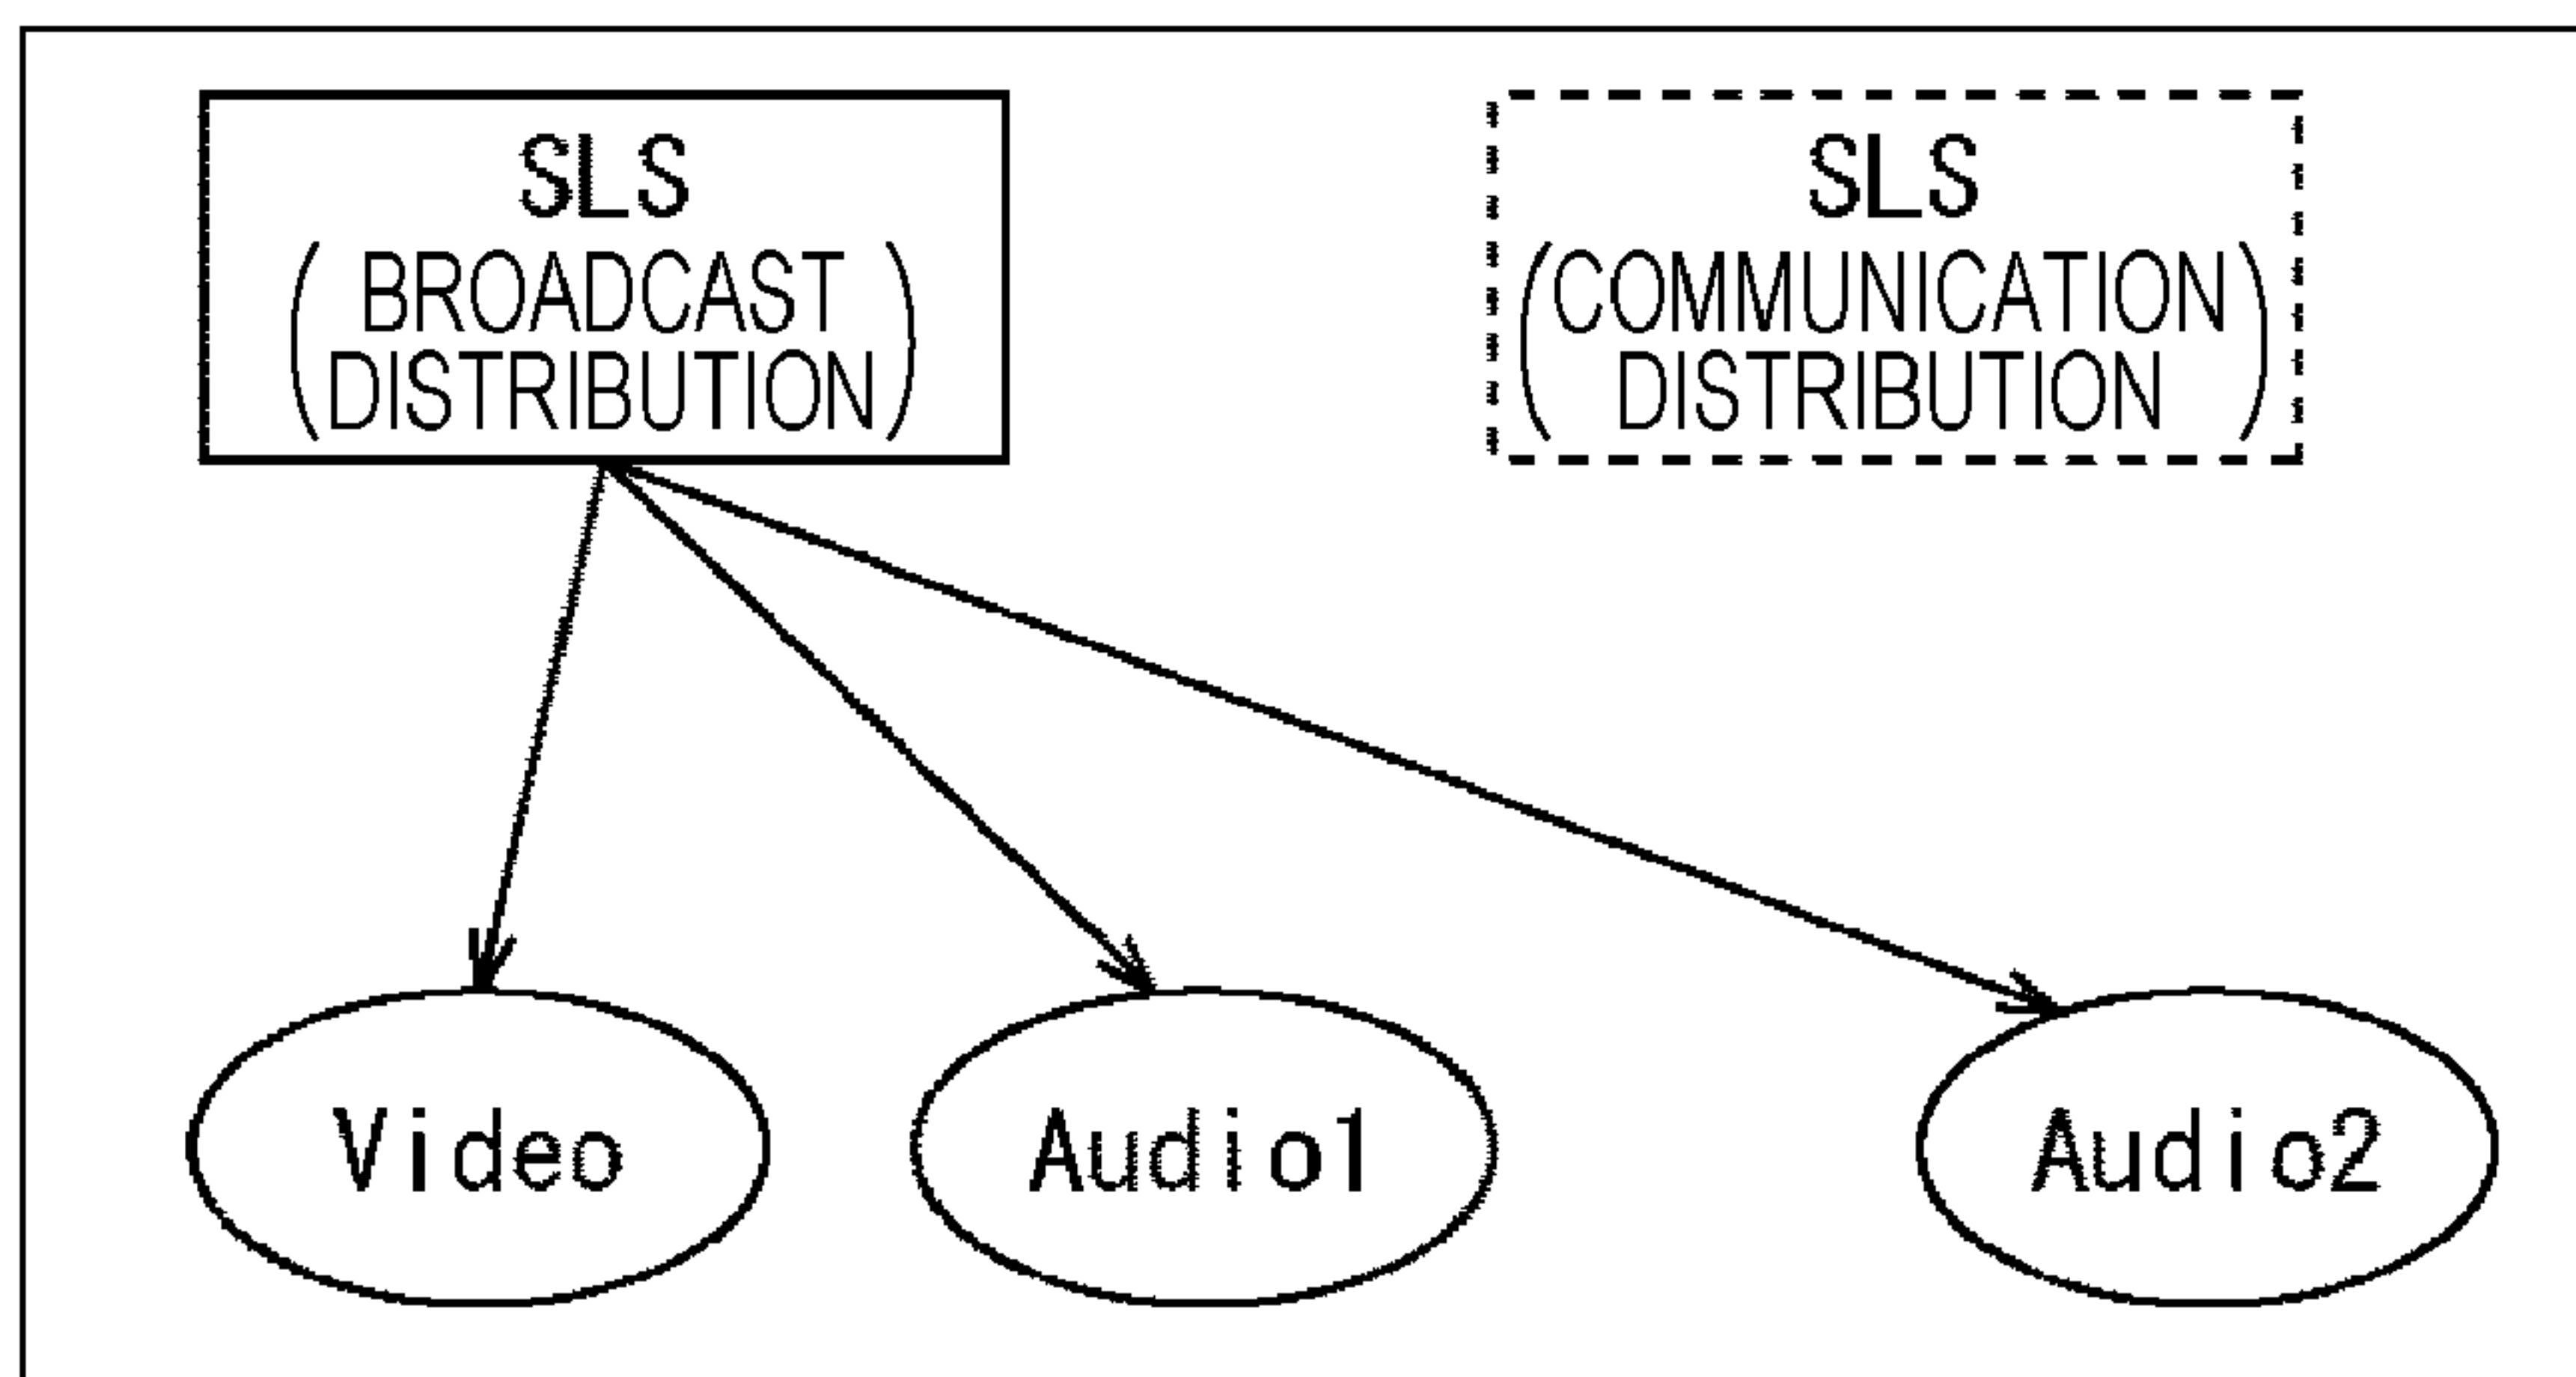 SLS
(BROADCAST
DISTRIBUTION)
SLS
(COMMUNICATION
DISTRIBUTION)
Video
Audio1
Audio2